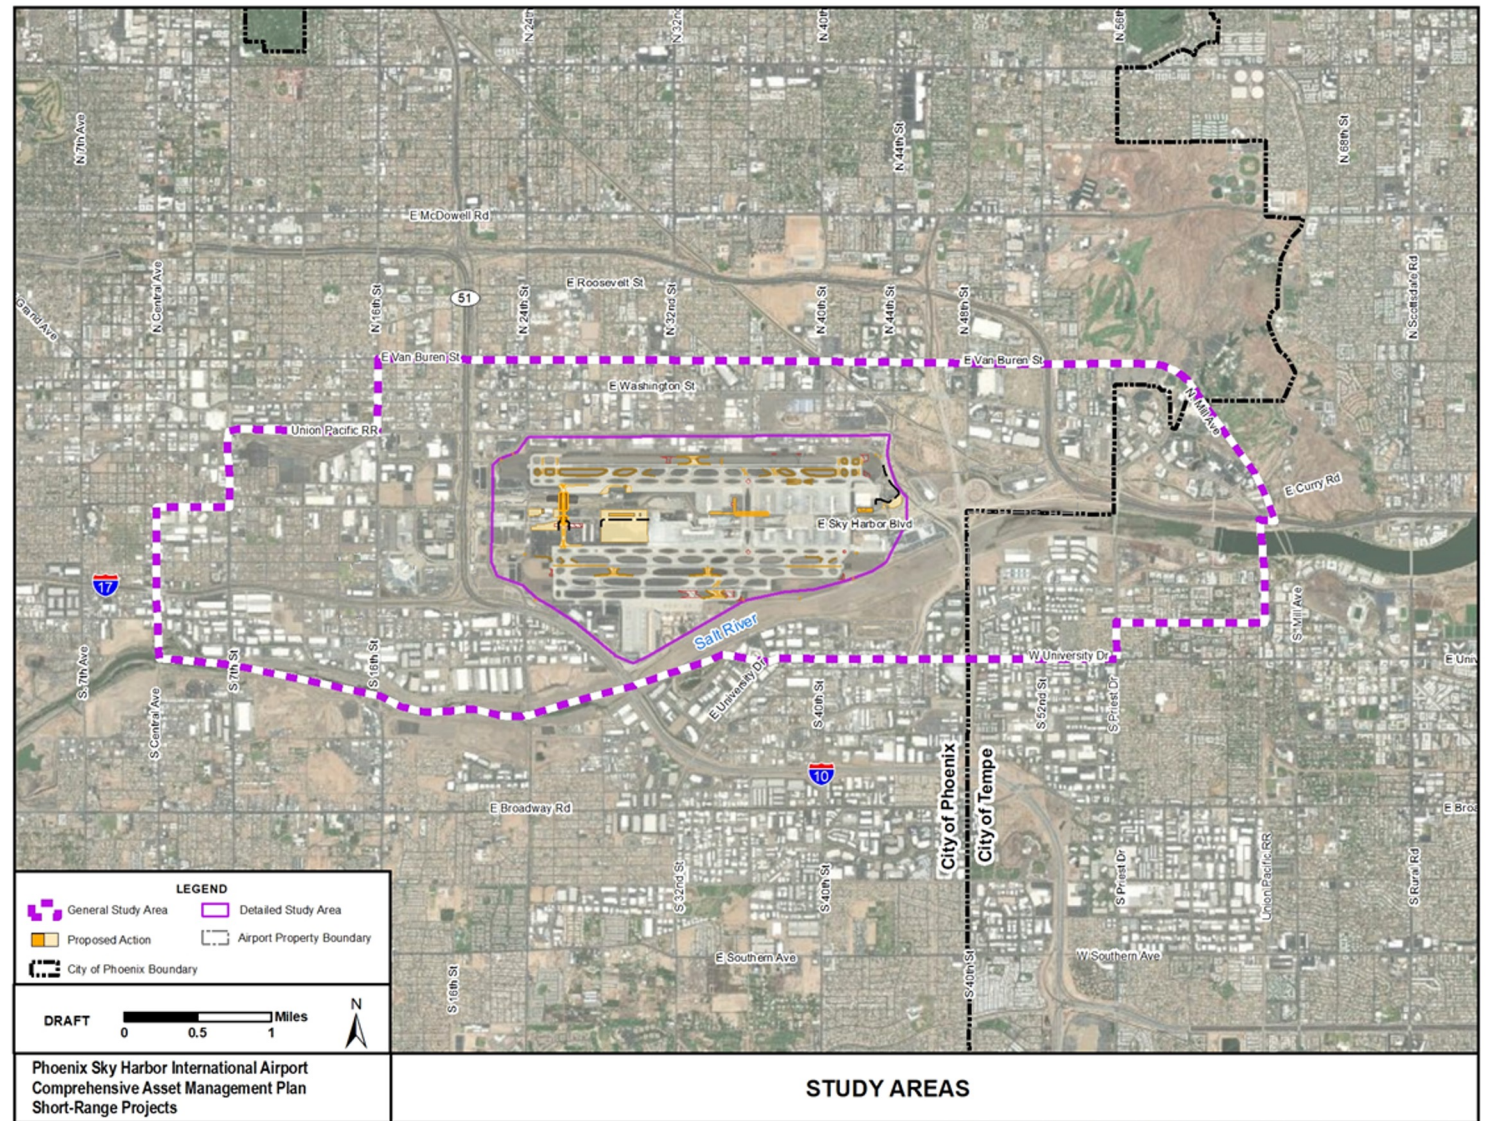 N 24th
N 32nd
N 40th
N 56th
N 7th Ave
N 44th St
N 68th St
E McDowell Rd
N Central Ave
N 16th St
51
N 24th St
E Roosevelt St
N 32nd St
N 40th St
N 44th St
N 48th St
N Scottsdale Rd
Grand Ave
E Van Buren St
E Van Buren St
E Washington St
N. Mill Ave
Union Pacific RR
E Curry Rd
E Sky Harbor Blvd
17
S. Mill Ave
Salt River
S. 7th Ave
S. 7th St
S. 16th St
W University Dr
E Univ
E University Dr
S Central Ave
S. 40th St
S. 52nd St
S Priest Dr
10
City of Phoenix
City of Tempe
E Broadway Rd
E Broa
S 32nd St
S 40th St
S Priest Dr
Union Pacific RR
S Rural Rd
E Southern Ave
W Southern Ave
S 16th St
S 40th St
LEGEND
General Study Area
Detailed Study Area
Proposed Action
Airport Property Boundary
City of Phoenix Boundary
DRAFT
0 0.5 1 Miles
N
Phoenix Sky Harbor International Airport
Comprehensive Asset Management Plan
Short-Range Projects
STUDY AREAS